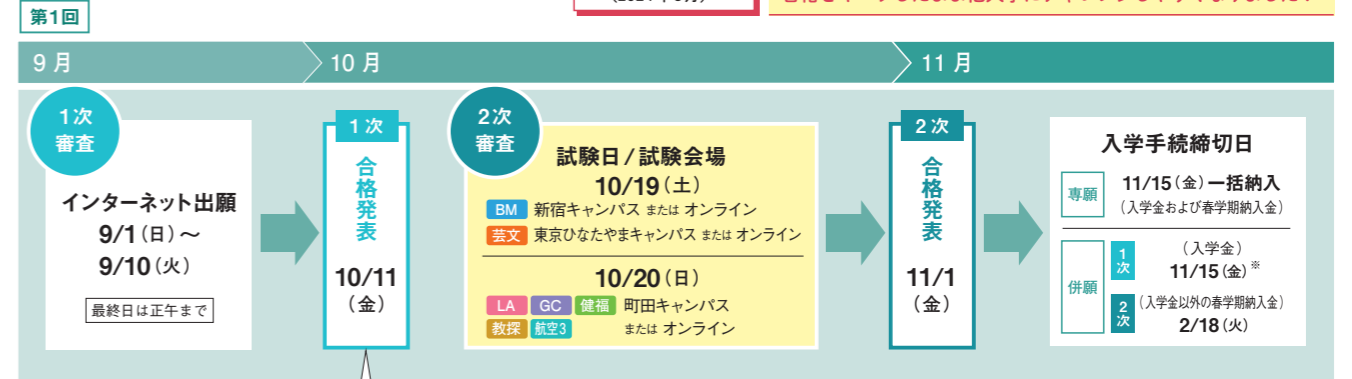 第1回
9月
10月
11月
1次
審査
インターネット出願
9/1(日)〜
9/10(火)
最終日は正午まで
1次
合格発表
10/11
(金)
2次
審査
試験日/試験会場
10/19(土)
BM 新宿キャンパス または オンライン
芸文 東京ひなたやまキャンパス または オンライン
10/20(日)
LA GC 健福 町田キャンパス
教探 航空3 または オンライン
2次
合格発表
11/1
(金)
入学手続締切日
専願
11/15(金)一括納入
(入学金および春学期納入金)
併願
1次
(入学金)
11/15(金)※
2次
(入学金以外の春学期納入金)
2/18(火)